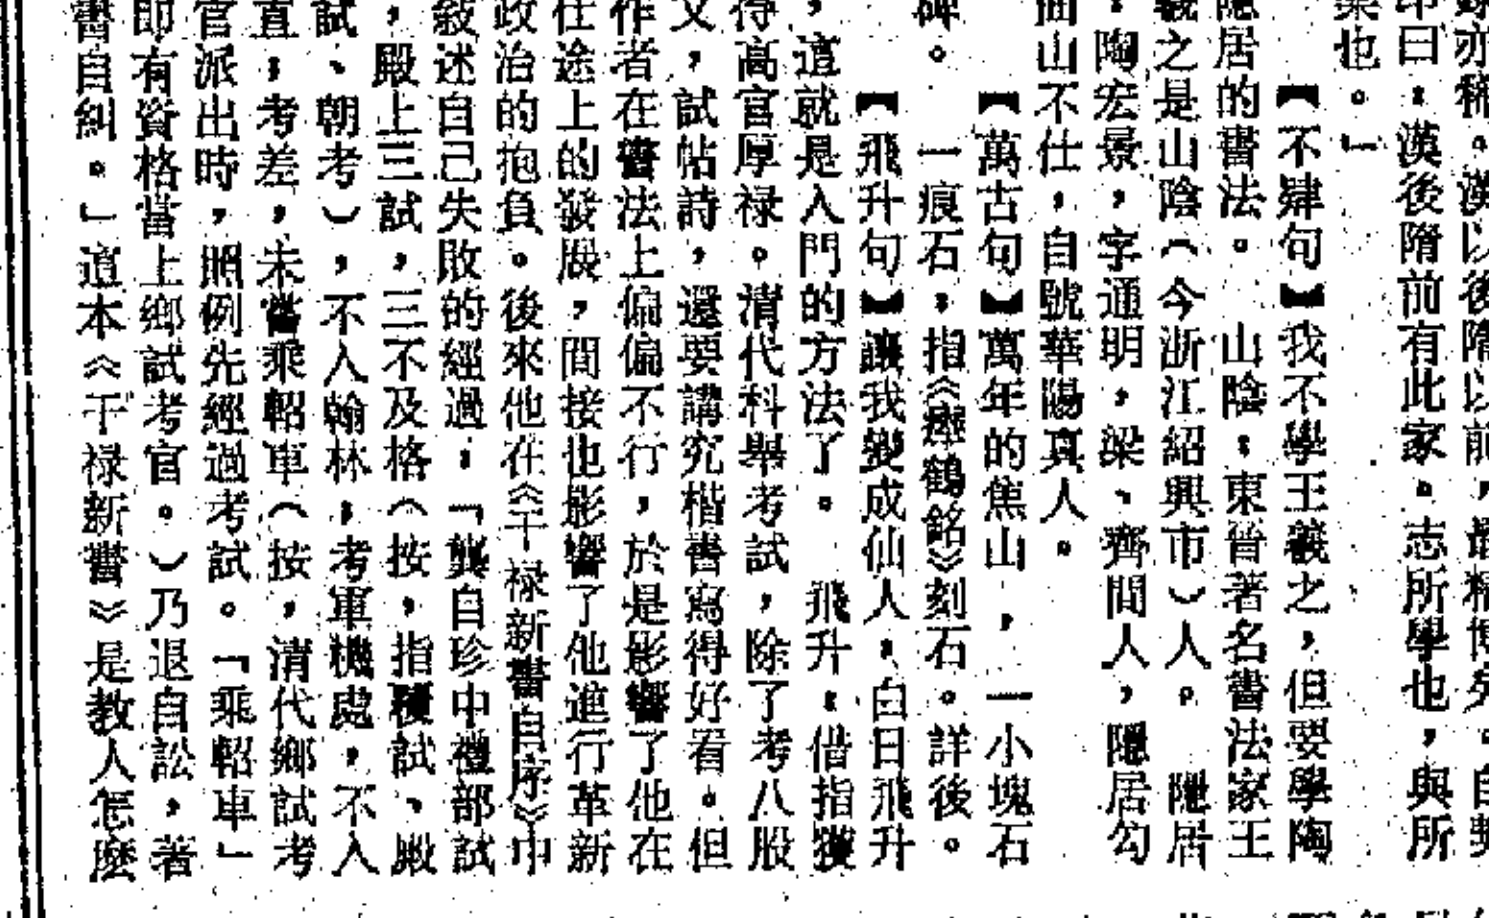 錄亦稱。漢以後隋以前，最精博矣。自
印曰：漢後隋前有此家。志所學也，與所
業也。」
【不肄句】我不學王羲之，但要學陶
隱居的書法。　山陰：東晉著名書法家王
羲之是山陰（今浙江紹興市）人。　隱居
：陶宏景，字通明，梁、齊間人，隱居勾
曲山不仕，自號華陽真人。
【萬古句】萬年的焦山，一小塊石
碑。　一痕石，指《瘞鶴銘》刻石。詳後。
【飛升句】讓我變成仙人，白日飛升
，這就是入門的方法了。　飛升：借指獲
得高官厚祿。清代科舉考試，除了考八股
文，試帖詩，還要講究楷書寫得好看。但
作者在書法上偏偏不行，於是影響了他在
仕途上的發展，間接也影響了他進行革新
政治的抱負。後來他在《干祿新書自序》中
敍述自己失敗的經過：「龔自珍中禮部試
，殿上三試，三不及格（按，指覆試、殿
試、朝考），不入翰林；考軍機處，不入
直；考差，未嘗乘軺車（按，清代鄉試考
官派出時，照例先經過考試。「乘軺車」
即有資格當上鄉試考官。）乃退自訟，著
書自糾。」這本《干祿新書》是教人怎麼